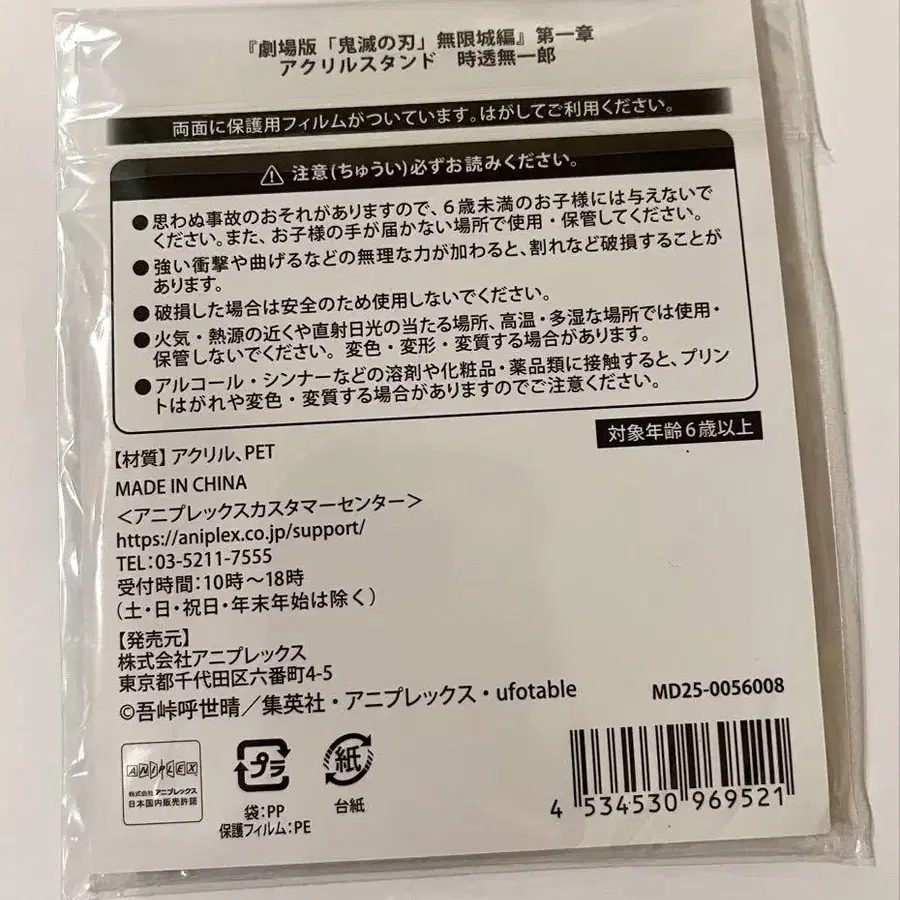 『劇場版「鬼滅の刃」無限城編』第一章
アクリルスタンド　時透無一郎
両面に保護用フィルムがついています。はがしてご利用ください。
⚠ 注意(ちゅうい)必ずお読みください。
●思わぬ事故のおそれがありますので、6歳未満のお子様には与えないで
ください。また、お子様の手が届かない場所で使用・保管してください。
●強い衝撃や曲げるなどの無理な力が加わると、割れなど破損することが
あります。
●破損した場合は安全のため使用しないでください。
●火気・熱源の近くや直射日光の当たる場所、高温・多湿な場所では使用・
保管しないでください。変色・変形・変質する場合があります。
●アルコール・シンナーなどの溶剤や化粧品・薬品類に接触すると、プリン
トはがれや変色・変質する場合がありますのでご注意ください。
対象年齢6歳以上
【材質】アクリル、PET
MADE IN CHINA
＜アニプレックスカスタマーセンター＞
https://aniplex.co.jp/support/
TEL:03-5211-7555
受付時間:10時〜18時
(土・日・祝日・年末年始は除く)
【発売元】
株式会社アニプレックス
東京都千代田区六番町4-5
©吾峠呼世晴／集英社・アニプレックス・ufotable
MD25-0056008
ANIPLEX
株式会社 アニプレックス
日本国内販売許諾
プラ
袋:PP
保護フィルム:PE
紙
台紙
4 534530 969521